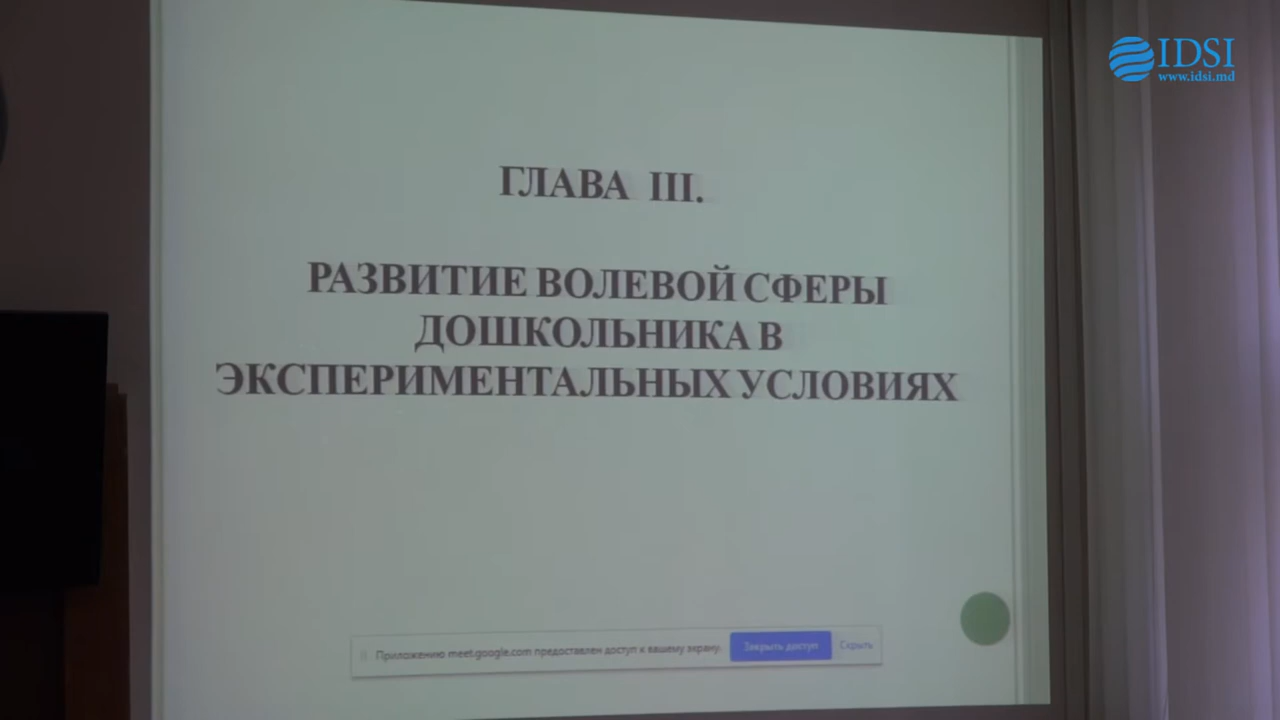 IDSI
www.idsi.md
ГЛАВА III.
РАЗВИТИЕ ВОЛЕВОЙ СФЕРЫ
ДОШКОЛЬНИКА В
ЭКСПЕРИМЕНТАЛЬНЫХ УСЛОВИЯХ
Приложению meet.google.com предоставлен доступ к вашему экрану. Закрыть доступ Скрыть